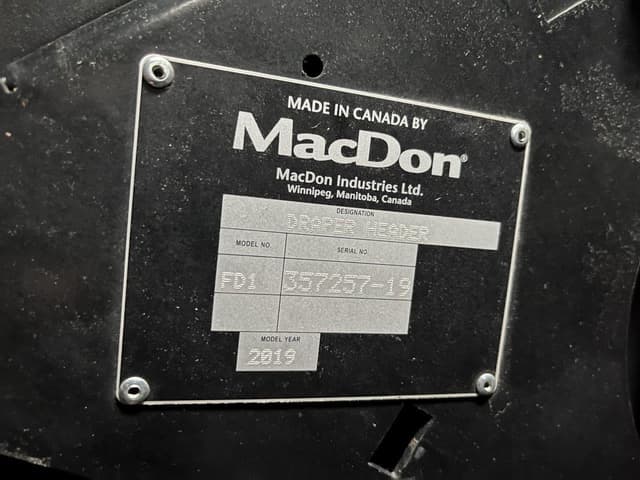 MADE IN CANADA BY
MacDon®
MacDon Industries Ltd.
Winnipeg, Manitoba, Canada
DESIGNATION
DRAPER HEADER
MODEL NO. SERIAL NO.
FD1 357257-19
MODEL YEAR
2019